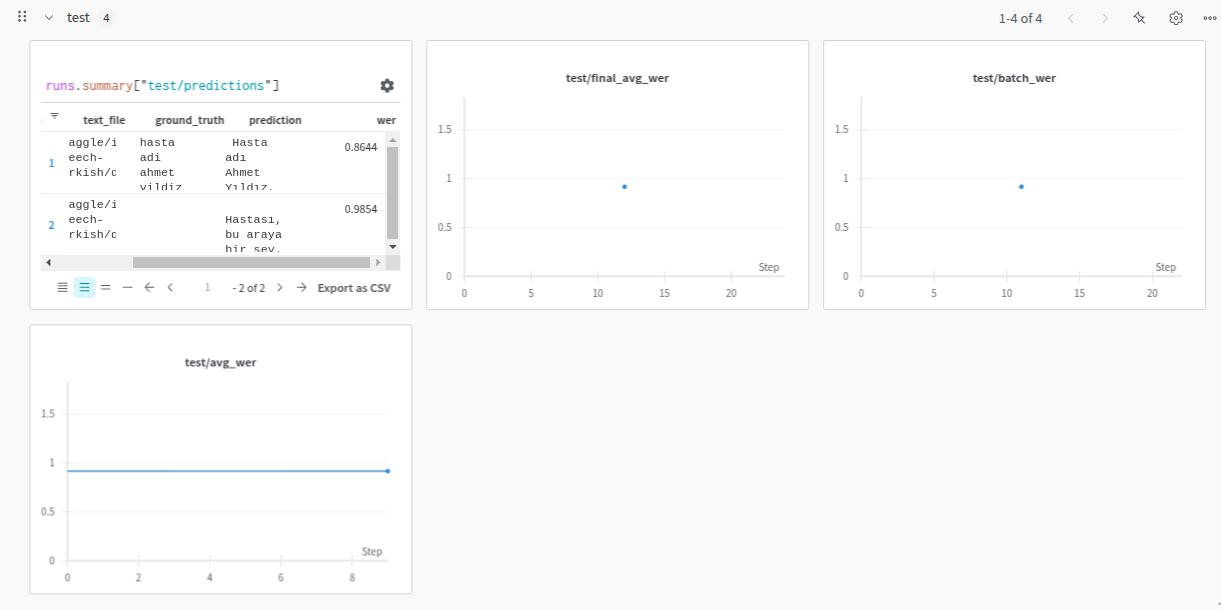 test 4
1-4 of 4
runs.summary["test/predictions"]
text_file ground_truth prediction wer
1 aggle/i hasta Hasta 0.8644
eech- adi adı
rkish/c ahmet Ahmet
yildiz Yıldız.
2 aggle/i 0.9854
eech- Hastası,
rkish/c bu araya
bir şey.
1 - 2 of 2 Export as CSV
test/final_avg_wer
1.5
1
0.5
0
Step
0 5 10 15 20
test/batch_wer
1.5
1
0.5
0
Step
0 5 10 15 20
test/avg_wer
1.5
1
0.5
0
Step
0 2 4 6 8